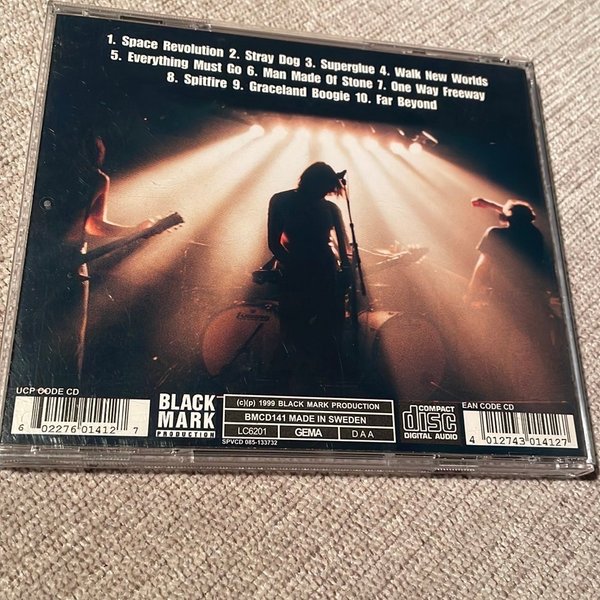 1. Space Revolution 2. Stray Dog 3. Superglue 4. Walk New Worlds
5. Everything Must Go 6. Man Made Of Stone 7. One Way Freeway
8. Spitfire 9. Graceland Boogie 10. Far Beyond
UCP CODE CD
6 02276 01412 7
BLACK
MARK
PRODUCTION
(c)(p) 1999 BLACK MARK PRODUCTION
BMCD141 MADE IN SWEDEN
LC6201 GEMA D A A
SPVCD 085-133732
COMPACT
disc
DIGITAL AUDIO
EAN CODE CD
4 012743 014127